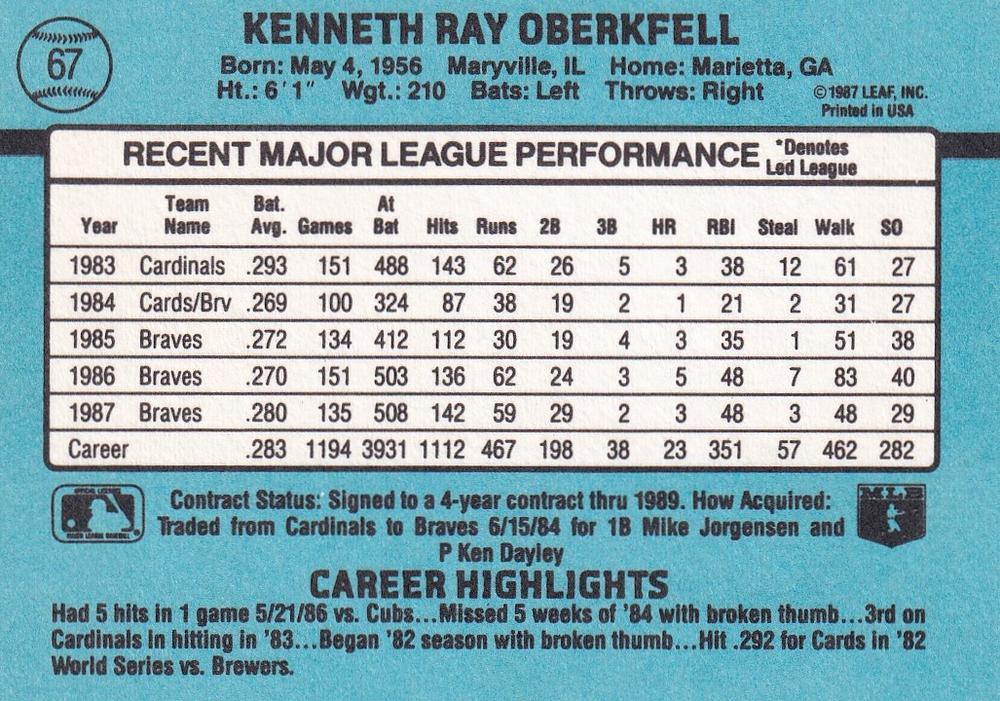 67
KENNETH RAY OBERKFELL
Born: May 4, 1956 Maryville, IL Home: Marietta, GA
Ht.: 6'1" Wgt.: 210 Bats: Left Throws: Right
©1987 LEAF, INC.
Printed in USA
RECENT MAJOR LEAGUE PERFORMANCE *Denotes
Led League
Year Team Name Bat. Avg. Games At Bat Hits Runs 2B 3B HR RBI Steal Walk SO
1983 Cardinals .293 151 488 143 62 26 5 3 38 12 61 27
1984 Cards/Brv .269 100 324 87 38 19 2 1 21 2 31 27
1985 Braves .272 134 412 112 30 19 4 3 35 1 51 38
1986 Braves .270 151 503 136 62 24 3 5 48 7 83 40
1987 Braves .280 135 508 142 59 29 2 3 48 3 48 29
Career .283 1194 3931 1112 467 198 38 23 351 57 462 282
OFFICIAL LICENSEE
MAJOR LEAGUE BASEBALL
Contract Status: Signed to a 4-year contract thru 1989. How Acquired:
Traded from Cardinals to Braves 6/15/84 for 1B Mike Jorgensen and
P Ken Dayley
MLB
CAREER HIGHLIGHTS
Had 5 hits in 1 game 5/21/86 vs. Cubs...Missed 5 weeks of '84 with broken thumb...3rd on
Cardinals in hitting in '83...Began '82 season with broken thumb...Hit .292 for Cards in '82
World Series vs. Brewers.